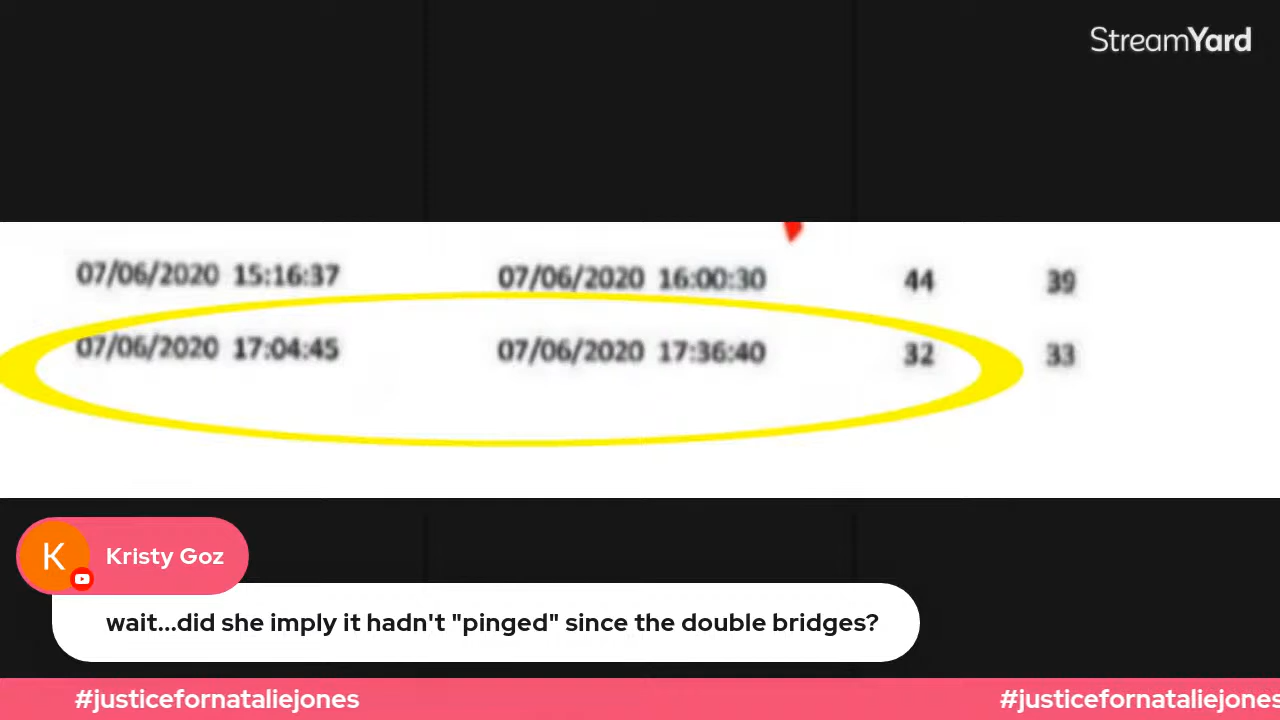 StreamYard
07/06/2020 15:16:37 07/06/2020 16:00:30 44 39
07/06/2020 17:04:45 07/06/2020 17:36:40 32 33
K Kristy Goz
wait...did she imply it hadn't "pinged" since the double bridges?
#justicefornataliejones #justicefornataliejones